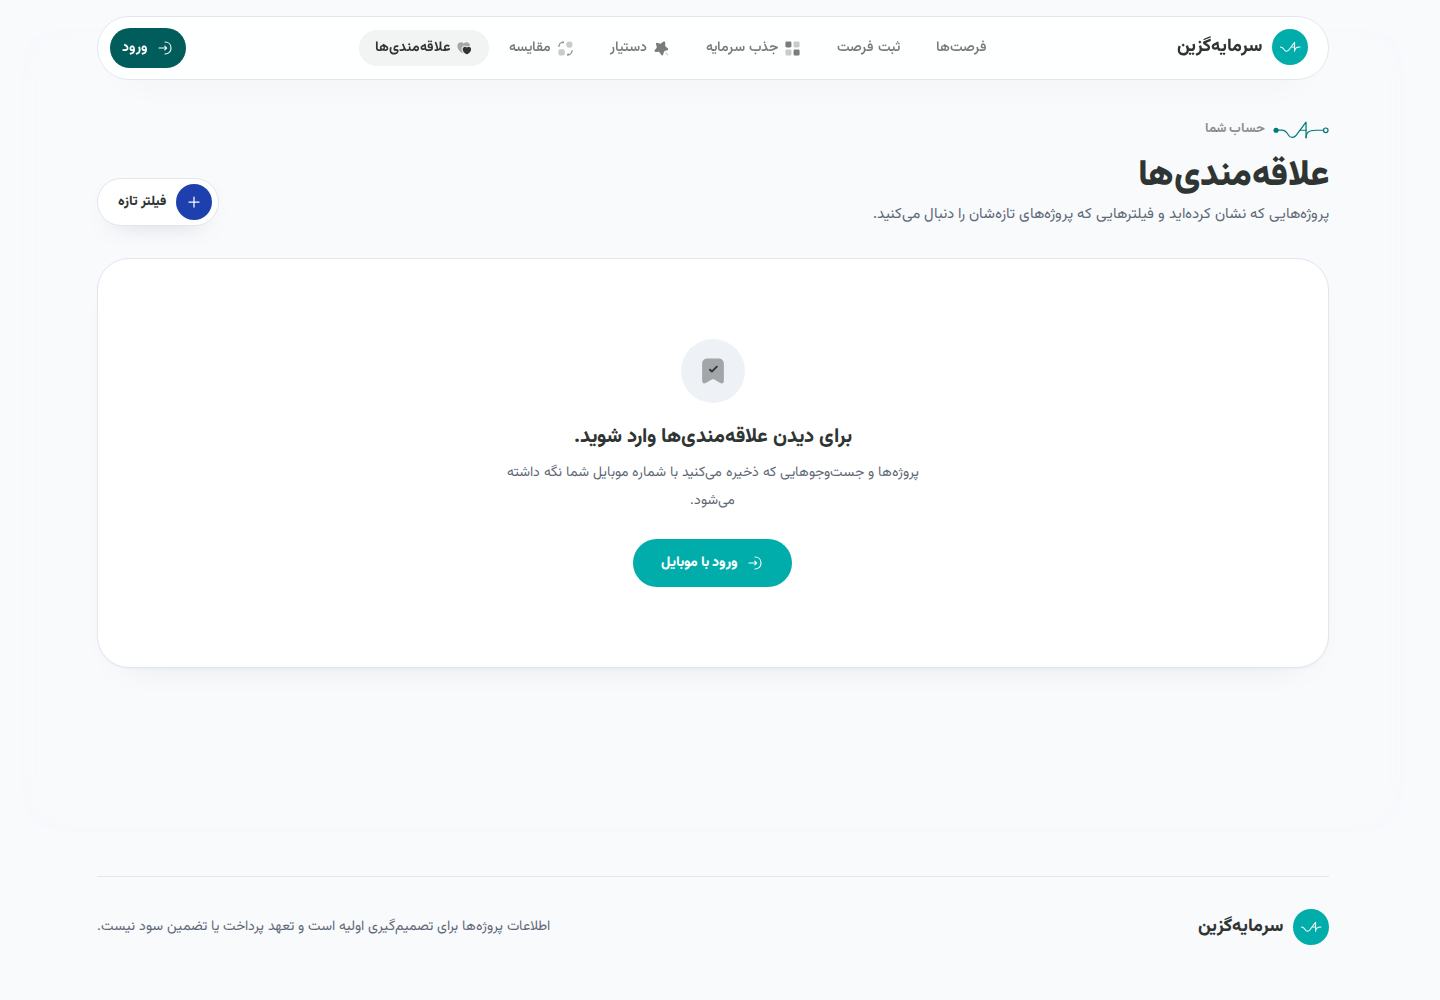 سرمایه‌گزین
فرصت‌ها
ثبت فرصت
جذب سرمایه
دستیار
مقایسه
علاقه‌مندی‌ها
ورود
حساب شما
علاقه‌مندی‌ها
پروژه‌هایی که نشان کرده‌اید و فیلترهایی که پروژه‌های تازه‌شان را دنبال می‌کنید.
فیلتر تازه
برای دیدن علاقه‌مندی‌ها وارد شوید.
پروژه‌ها و جست‌وجوهایی که ذخیره می‌کنید با شماره موبایل شما نگه داشته
می‌شود.
ورود با موبایل
سرمایه‌گزین
اطلاعات پروژه‌ها برای تصمیم‌گیری اولیه است و تعهد پرداخت یا تضمین سود نیست.